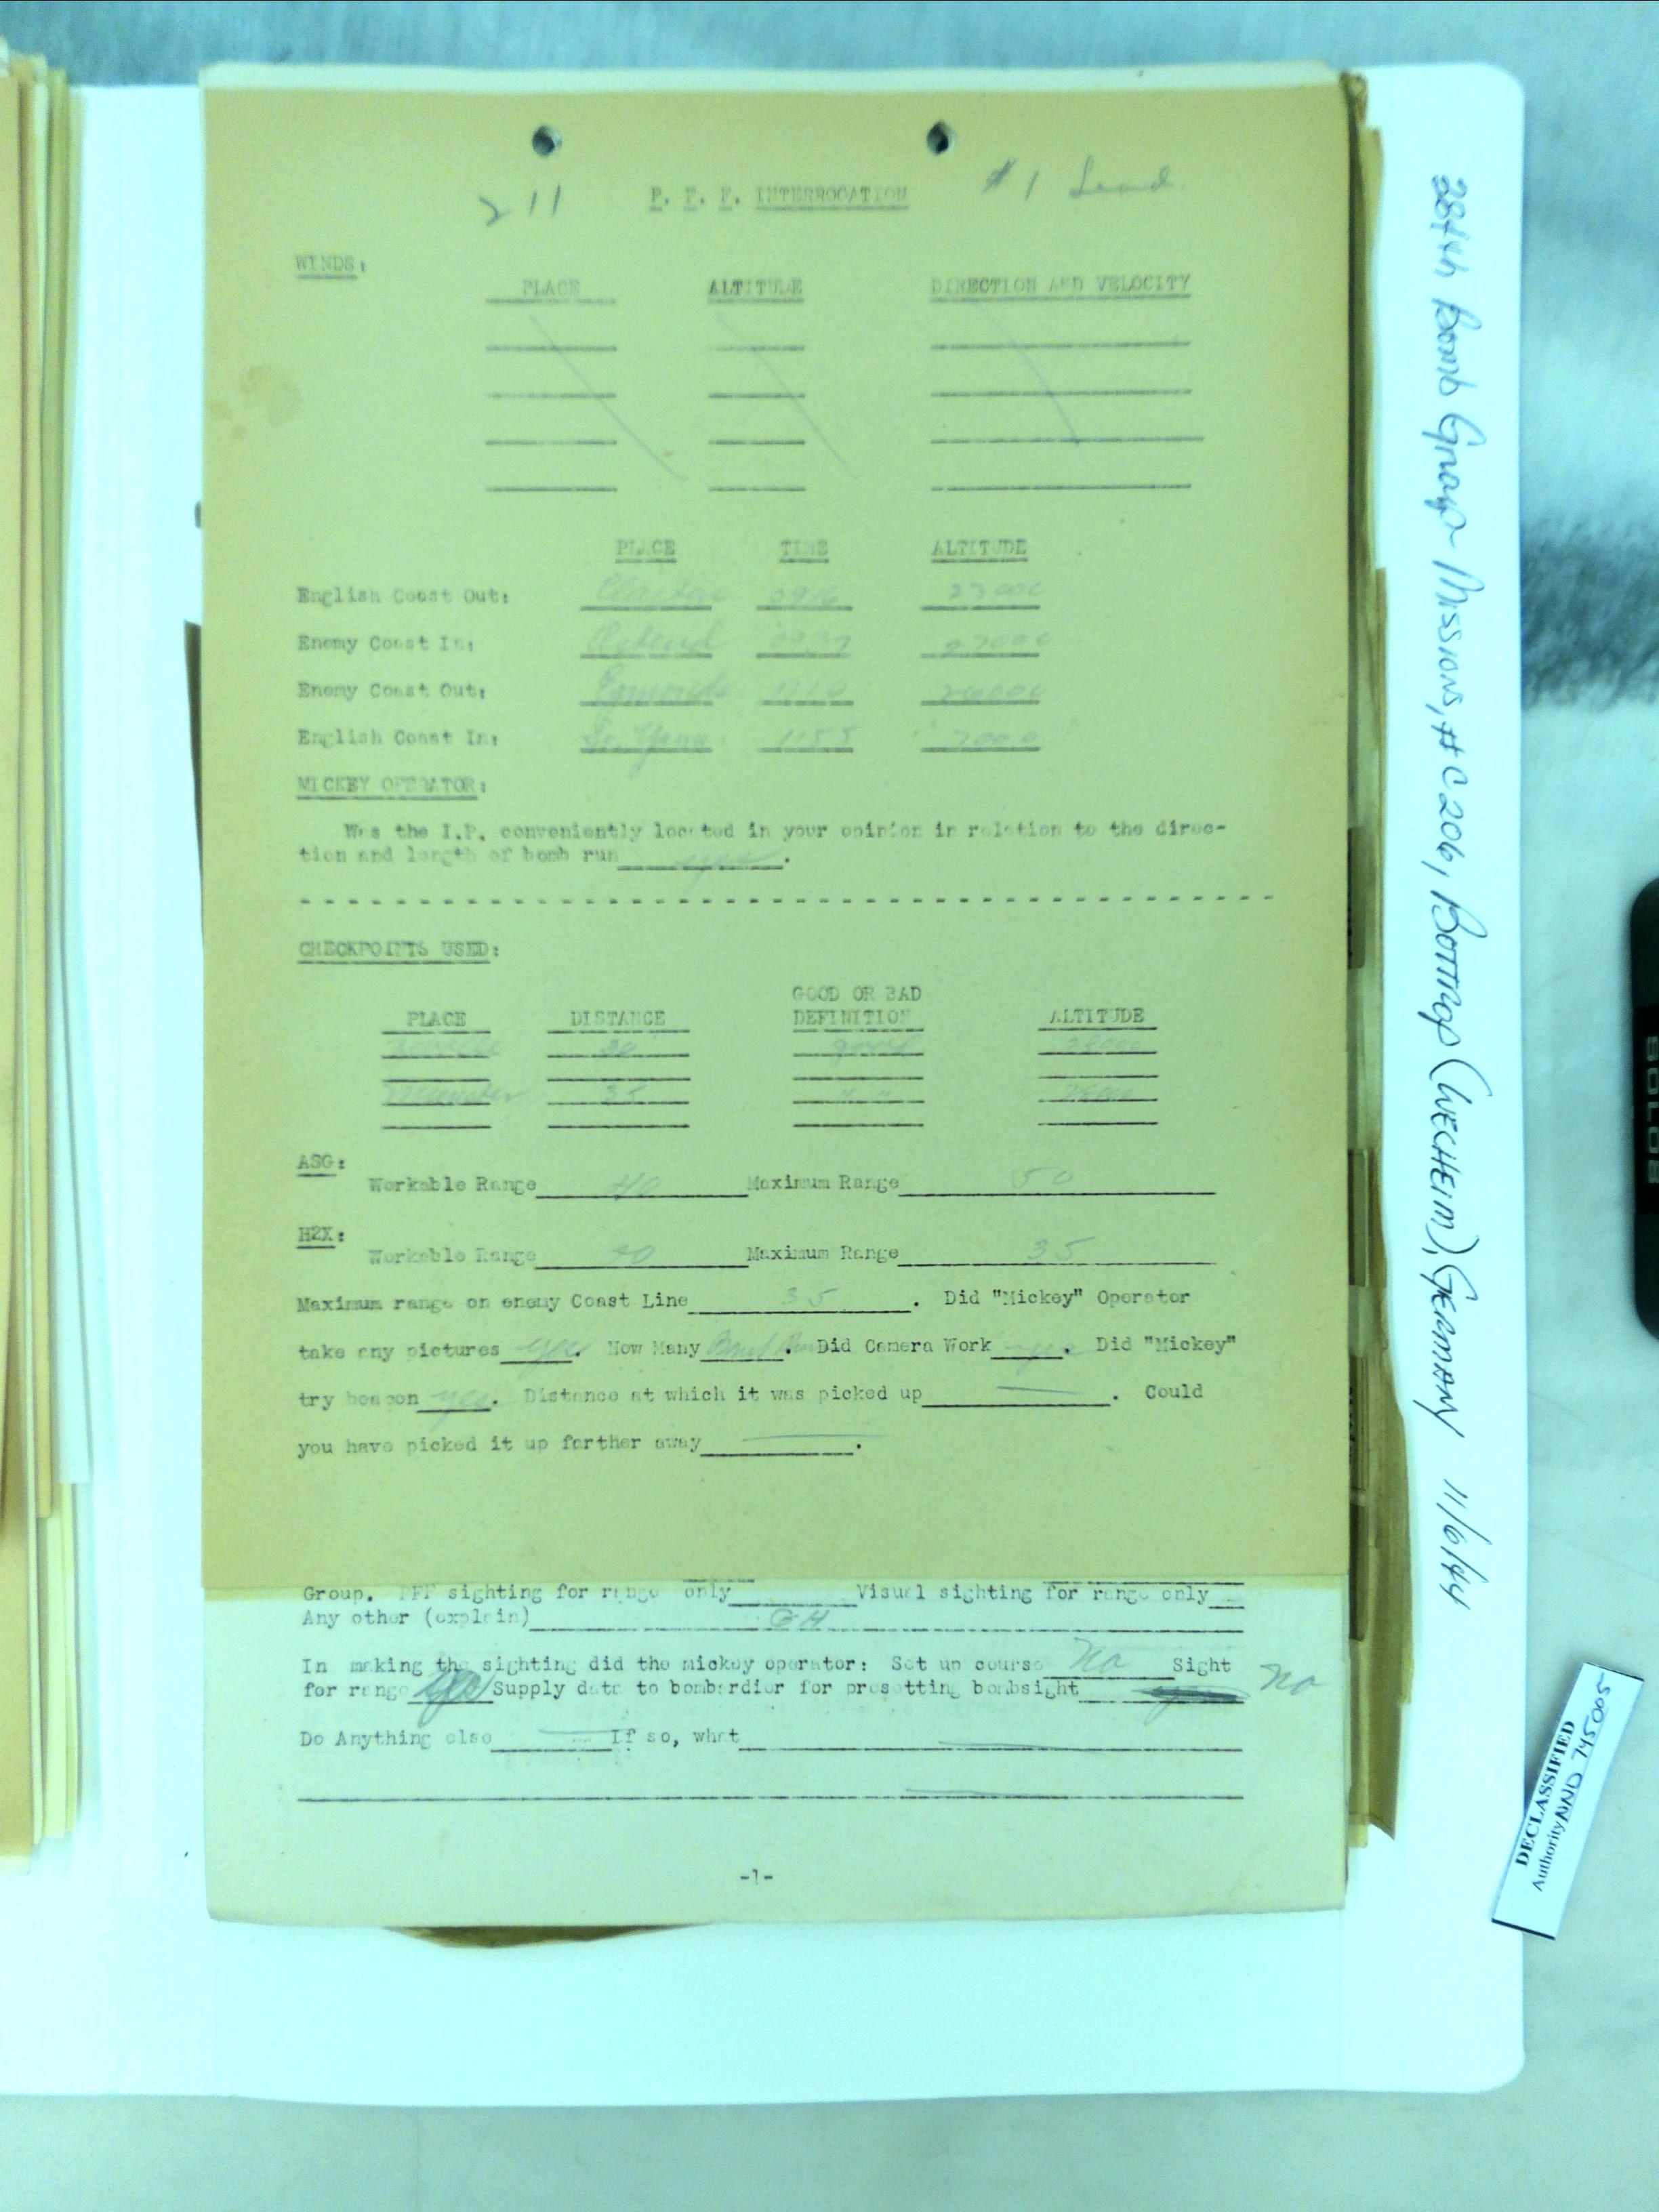 211 P. F. F. INTERROGATION #1 Lead
WINDS:
PLACE ALTITUDE DIRECTION AND VELOCITY
PLACE TIME ALTITUDE
English Coast Out: 0916 23000
Enemy Coast In: Ostend 27000
Enemy Coast Out: Egmond 26000
English Coast In: 1155 7000
MICKEY OPERATOR:
Was the I.P. conveniently located in your opinion in relation to the direc-
tion and length of bomb run yes.
CHECKPOINTS USED:
GOOD OR BAD
PLACE DISTANCE DEFINITION ALTITUDE
good
Munster 35
ASG:
Workable Range 40 Maximum Range 50
H2X:
Workable Range Maximum Range 35
Maximum range on enemy Coast Line 35. Did "Mickey" Operator
take any pictures yes. How Many Bomb Run. Did Camera Work yes. Did "Mickey"
try beacon yes. Distance at which it was picked up. Could
you have picked it up farther away.
Group. PFF sighting for range only Visual sighting for range only
Any other (explain) GH
In making the sighting did the mickey operator: Set up course No Sight
for range yes Supply data to bombardier for presetting bombsight no
Do Anything else If so, what
-1-
384th Bomb Group Missions, #C206, Bottrop (Wecheim), Germany 11/6/44
DECLASSIFIED
Authority NND 745005